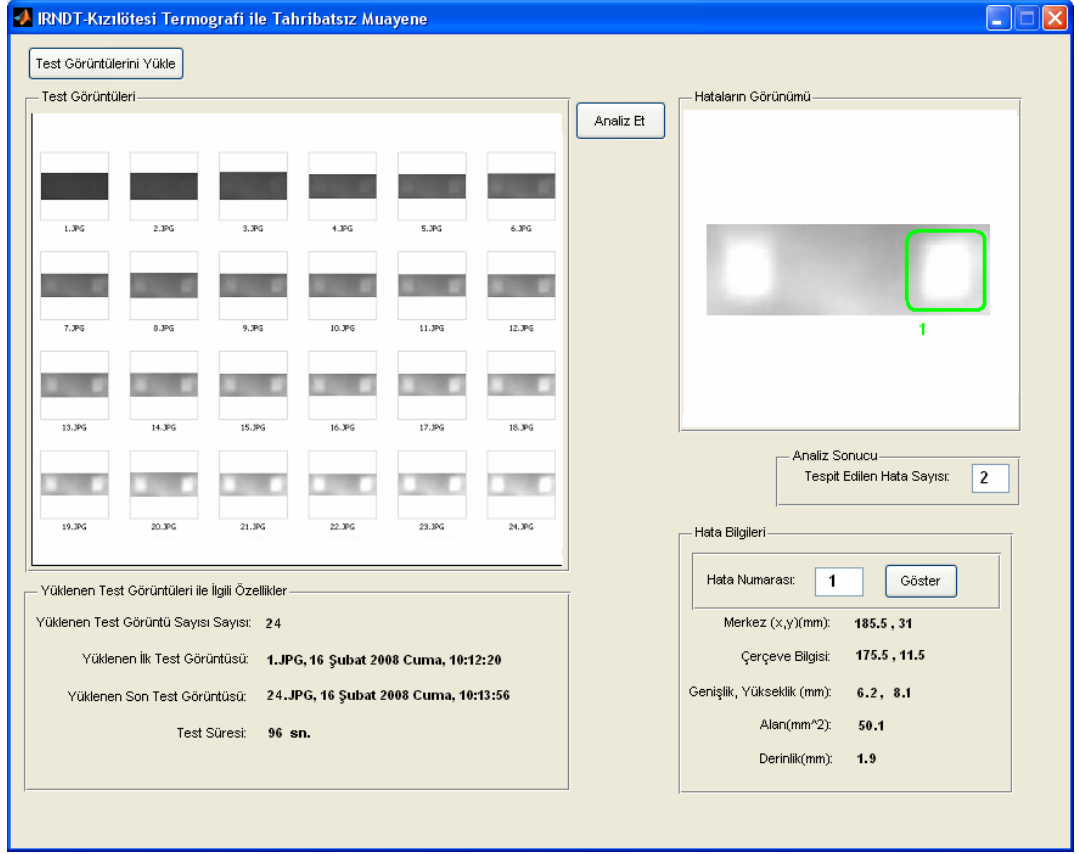 IRNDT-Kızılötesi Termografi ile Tahribatsız Muayene
Test Görüntülerini Yükle
Test Görüntüleri
1.JPG 2.JPG 3.JPG 4.JPG 5.JPG 6.JPG
7.JPG 8.JPG 9.JPG 10.JPG 11.JPG 12.JPG
13.JPG 14.JPG 15.JPG 16.JPG 17.JPG 18.JPG
19.JPG 20.JPG 21.JPG 22.JPG 23.JPG 24.JPG
Analiz Et
Hataların Görünümü
1
Analiz Sonucu
Tespit Edilen Hata Sayısı: 2
Yüklenen Test Görüntüleri ile İlgili Özellikler
Yüklenen Test Görüntü Sayısı Sayısı: 24
Yüklenen İlk Test Görüntüsü: 1.JPG, 16 Şubat 2008 Cuma, 10:12:20
Yüklenen Son Test Görüntüsü: 24.JPG, 16 Şubat 2008 Cuma, 10:13:56
Test Süresi: 96 sn.
Hata Bilgileri
Hata Numarası: 1 Göster
Merkez (x,y)(mm): 185.5 , 31
Çerçeve Bilgisi: 175.5 , 11.5
Genişlik, Yükseklik (mm): 6.2, 8.1
Alan(mm^2): 50.1
Derinlik(mm): 1.9